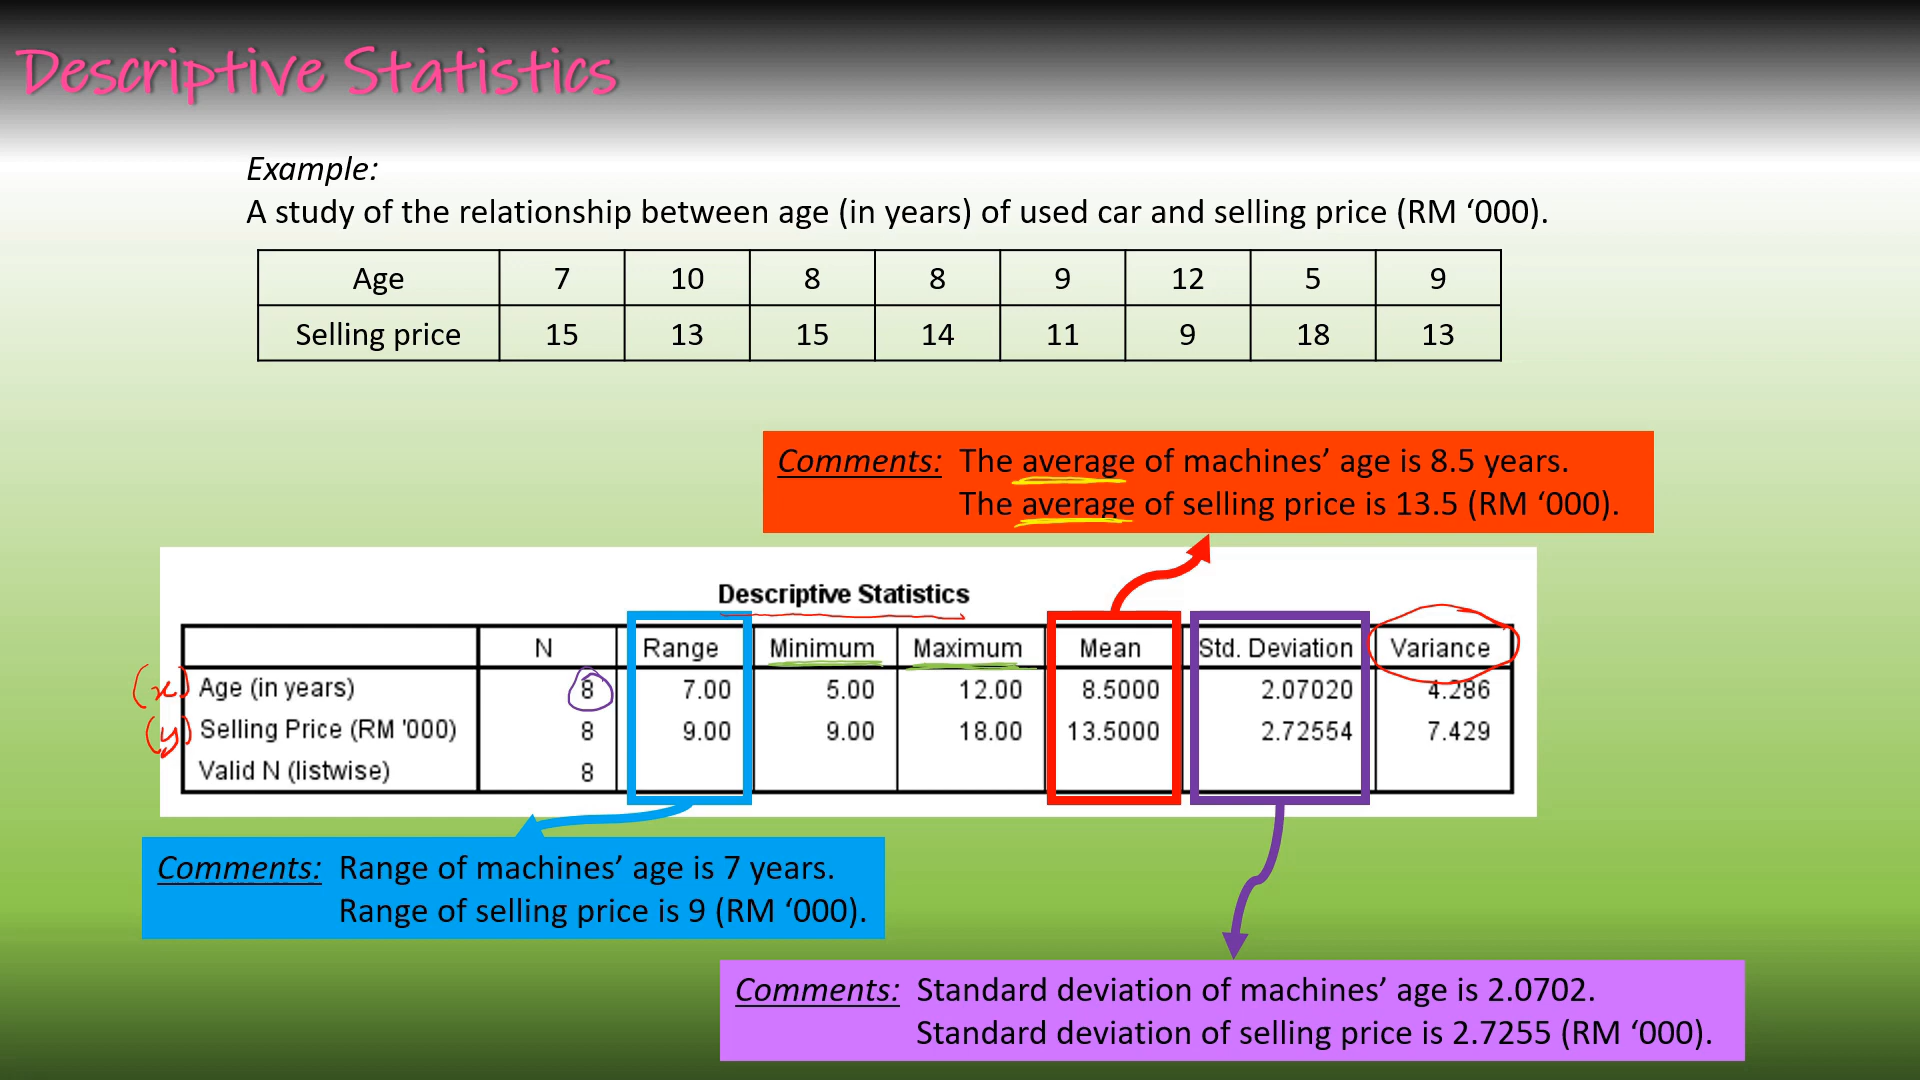 Descriptive Statistics
Example:
A study of the relationship between age (in years) of used car and selling price (RM ‘000).
Age 7 10 8 8 9 12 5 9
Selling price 15 13 15 14 11 9 18 13
Comments: The average of machines’ age is 8.5 years.
The average of selling price is 13.5 (RM ‘000).
Descriptive Statistics
N Range Minimum Maximum Mean Std. Deviation Variance
(x) Age (in years) 8 7.00 5.00 12.00 8.5000 2.07020 4.286
(y) Selling Price (RM '000) 8 9.00 9.00 18.00 13.5000 2.72554 7.429
Valid N (listwise) 8
Comments: Range of machines’ age is 7 years.
Range of selling price is 9 (RM ‘000).
Comments: Standard deviation of machines’ age is 2.0702.
Standard deviation of selling price is 2.7255 (RM ‘000).